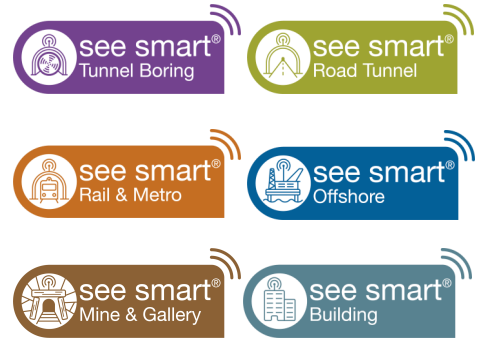 see smart®
Tunnel Boring
see smart®
Road Tunnel
see smart®
Rail & Metro
see smart®
Offshore
see smart®
Mine & Gallery
see smart®
Building